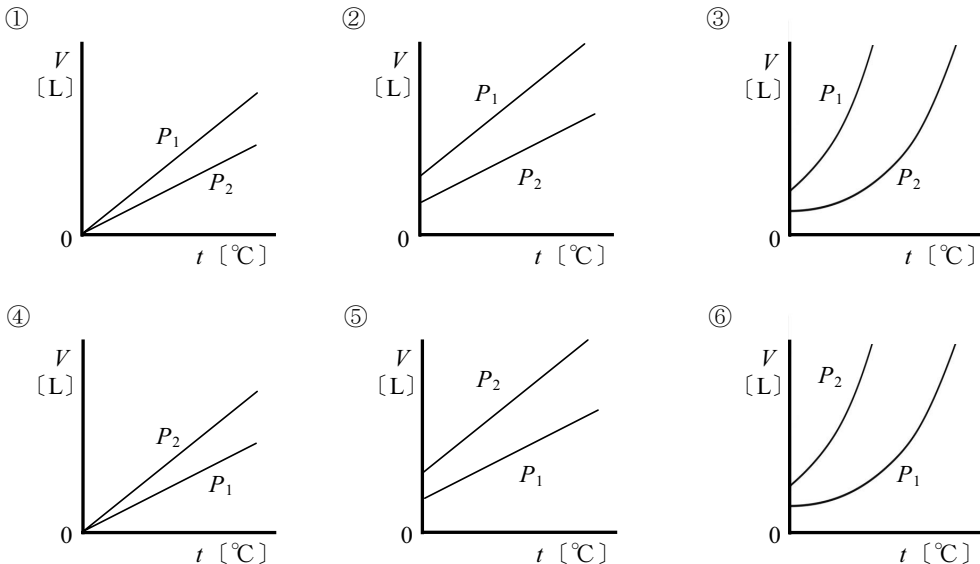 ①
V
〔L〕
P1
P2
0
t〔℃〕
②
V
〔L〕
P1
P2
0
t〔℃〕
③
V
〔L〕
P1
P2
0
t〔℃〕
④
V
〔L〕
P2
P1
0
t〔℃〕
⑤
V
〔L〕
P2
P1
0
t〔℃〕
⑥
V
〔L〕
P2
P1
0
t〔℃〕